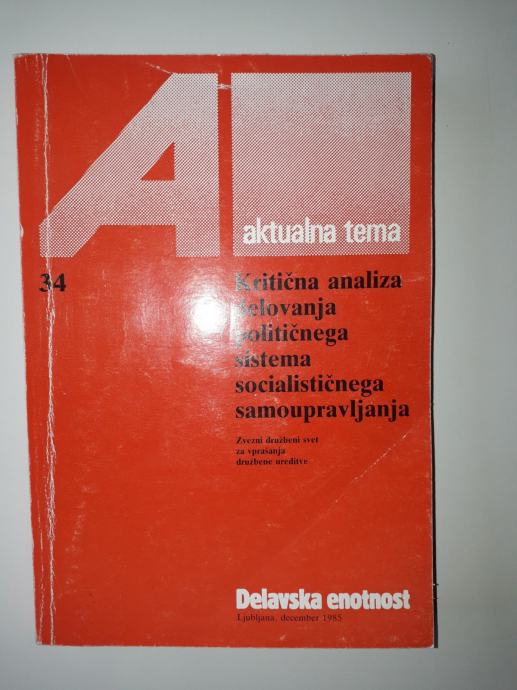 A
aktualna tema
34
Kritična analiza
delovanja
političnega
sistema
socialističnega
samoupravljanja
Zvezni družbeni svet
za vprašanja
družbene ureditve
Delavska enotnost
Ljubljana, december 1985